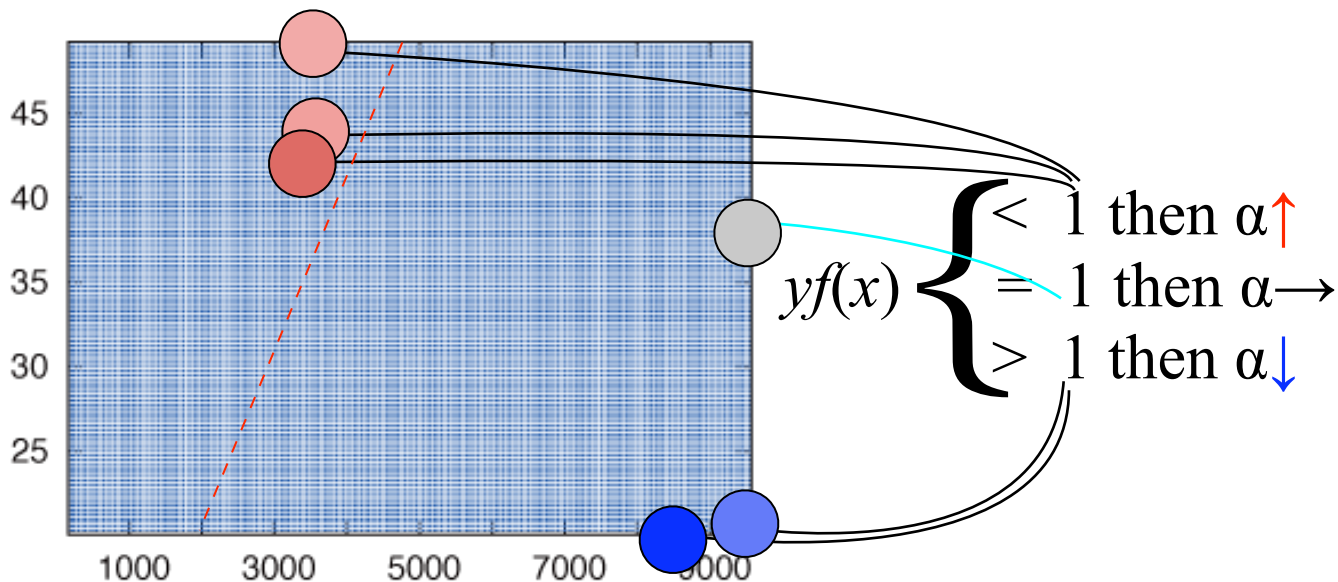 45
40
35
30
25
1000 3000 5000 7000 9000
< 1 then α↑
yf(x) { = 1 then α→
> 1 then α↓